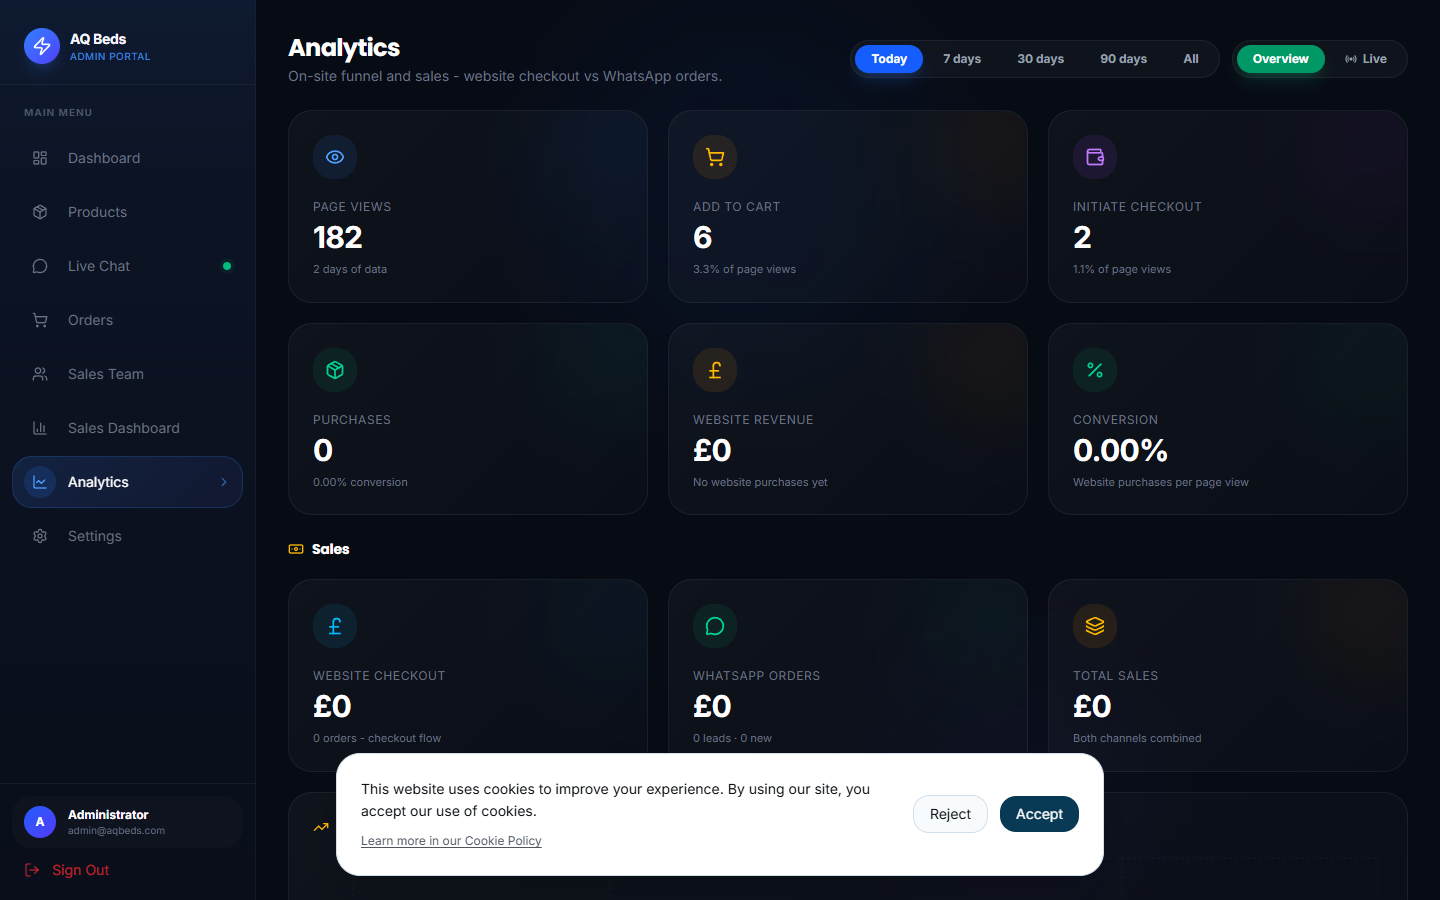 AQ Beds
ADMIN PORTAL
MAIN MENU
Dashboard
Products
Live Chat
Orders
Sales Team
Sales Dashboard
Analytics
Settings
A
Administrator
admin@aqbeds.com
Sign Out
Analytics
On-site funnel and sales - website checkout vs WhatsApp orders.
Today 7 days 30 days 90 days All
Overview Live
PAGE VIEWS
182
2 days of data
ADD TO CART
6
3.3% of page views
INITIATE CHECKOUT
2
1.1% of page views
PURCHASES
0
0.00% conversion
WEBSITE REVENUE
£0
No website purchases yet
CONVERSION
0.00%
Website purchases per page view
Sales
WEBSITE CHECKOUT
£0
0 orders - checkout flow
WHATSAPP ORDERS
£0
0 leads · 0 new
TOTAL SALES
£0
Both channels combined
This website uses cookies to improve your experience. By using our site, you
accept our use of cookies.
Learn more in our Cookie Policy
Reject
Accept